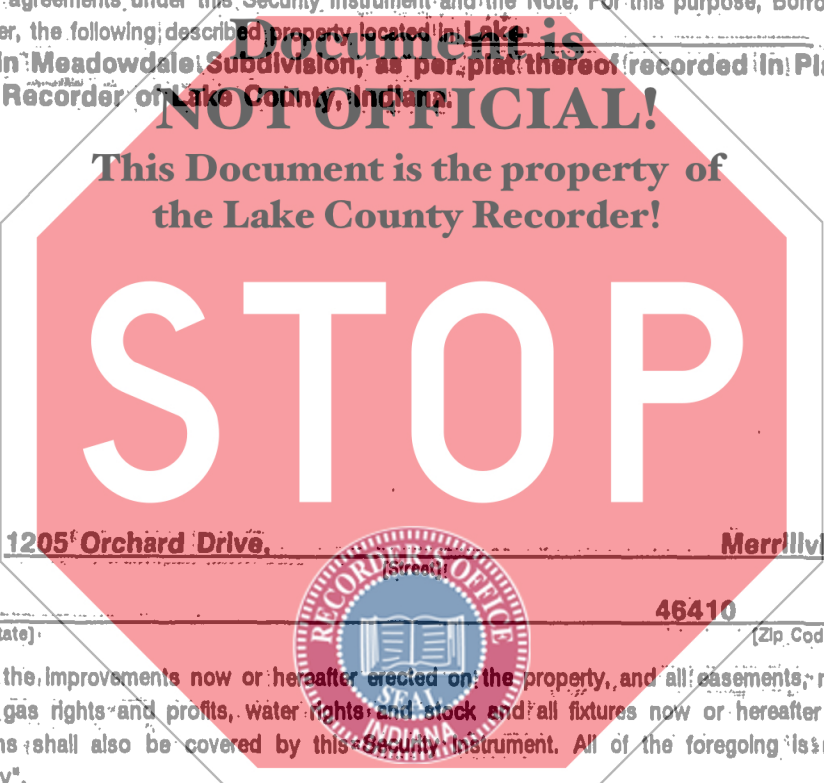 agreements under this Security Instrument and the Note. For this purpose, Borro
er, the following described property located in Lake
in Meadowdale Subdivision, as per plat thereof recorded in Pla
Recorder of Lake County, Indiana.
Document is
NOT OFFICIAL!
This Document is the property of
the Lake County Recorder!
STOP
1205 Orchard Drive, Merrillvi
[Street]
46410
tate] [Zip Cod
the improvements now or hereafter erected on the property, and all easements, r
gas rights and profits, water rights and stock and all fixtures now or hereafter
ns shall also be covered by this Security Instrument. All of the foregoing is
y".
RECORDER'S OFFICE
SEAL
INDIANA